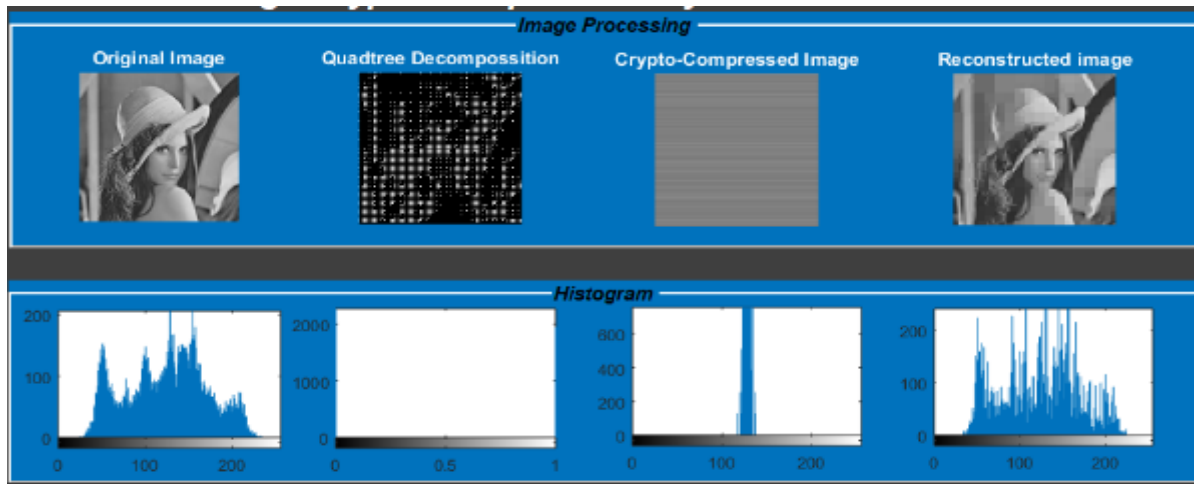 Image Processing
Original Image
Quadtree Decompossition
Crypto-Compressed Image
Reconstructed image
Histogram
200
100
0
0 100 200
2000
1000
0
0 0.5 1
600
400
200
0
0 100 200
200
100
0
0 100 200